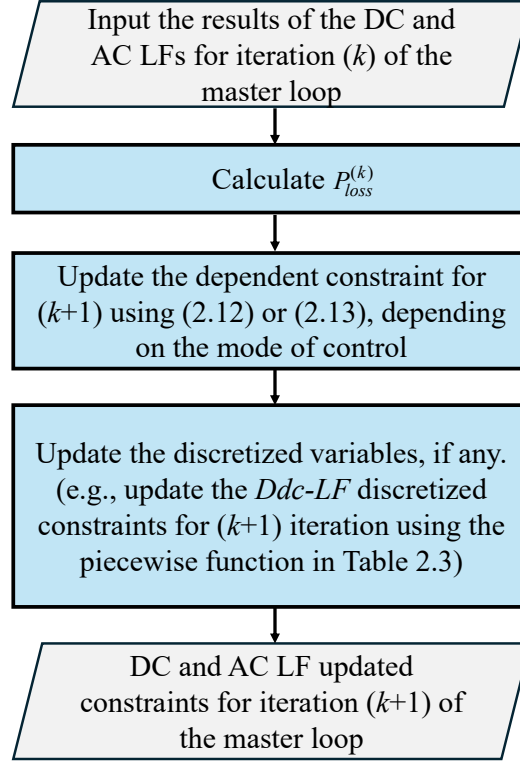 Input the results of the DC and
AC LFs for iteration (k) of the
master loop
Calculate P_{loss}^{(k)}
Update the dependent constraint for
(k+1) using (2.12) or (2.13), depending
on the mode of control
Update the discretized variables, if any.
(e.g., update the Ddc-LF discretized
constraints for (k+1) iteration using the
piecewise function in Table 2.3)
DC and AC LF updated
constraints for iteration (k+1) of
the master loop